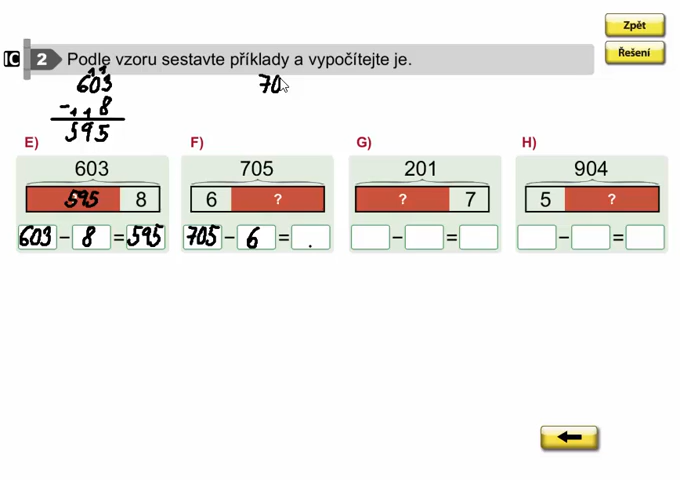 Zpět
2 Podle vzoru sestavte příklady a vypočítejte je.
Řešení
603
- 8
595
70
E) F) G) H)
603 705 201 904
595 8 6 ? ? 7 5 ?
603 - 8 = 595 705 - 6 = . - = - =